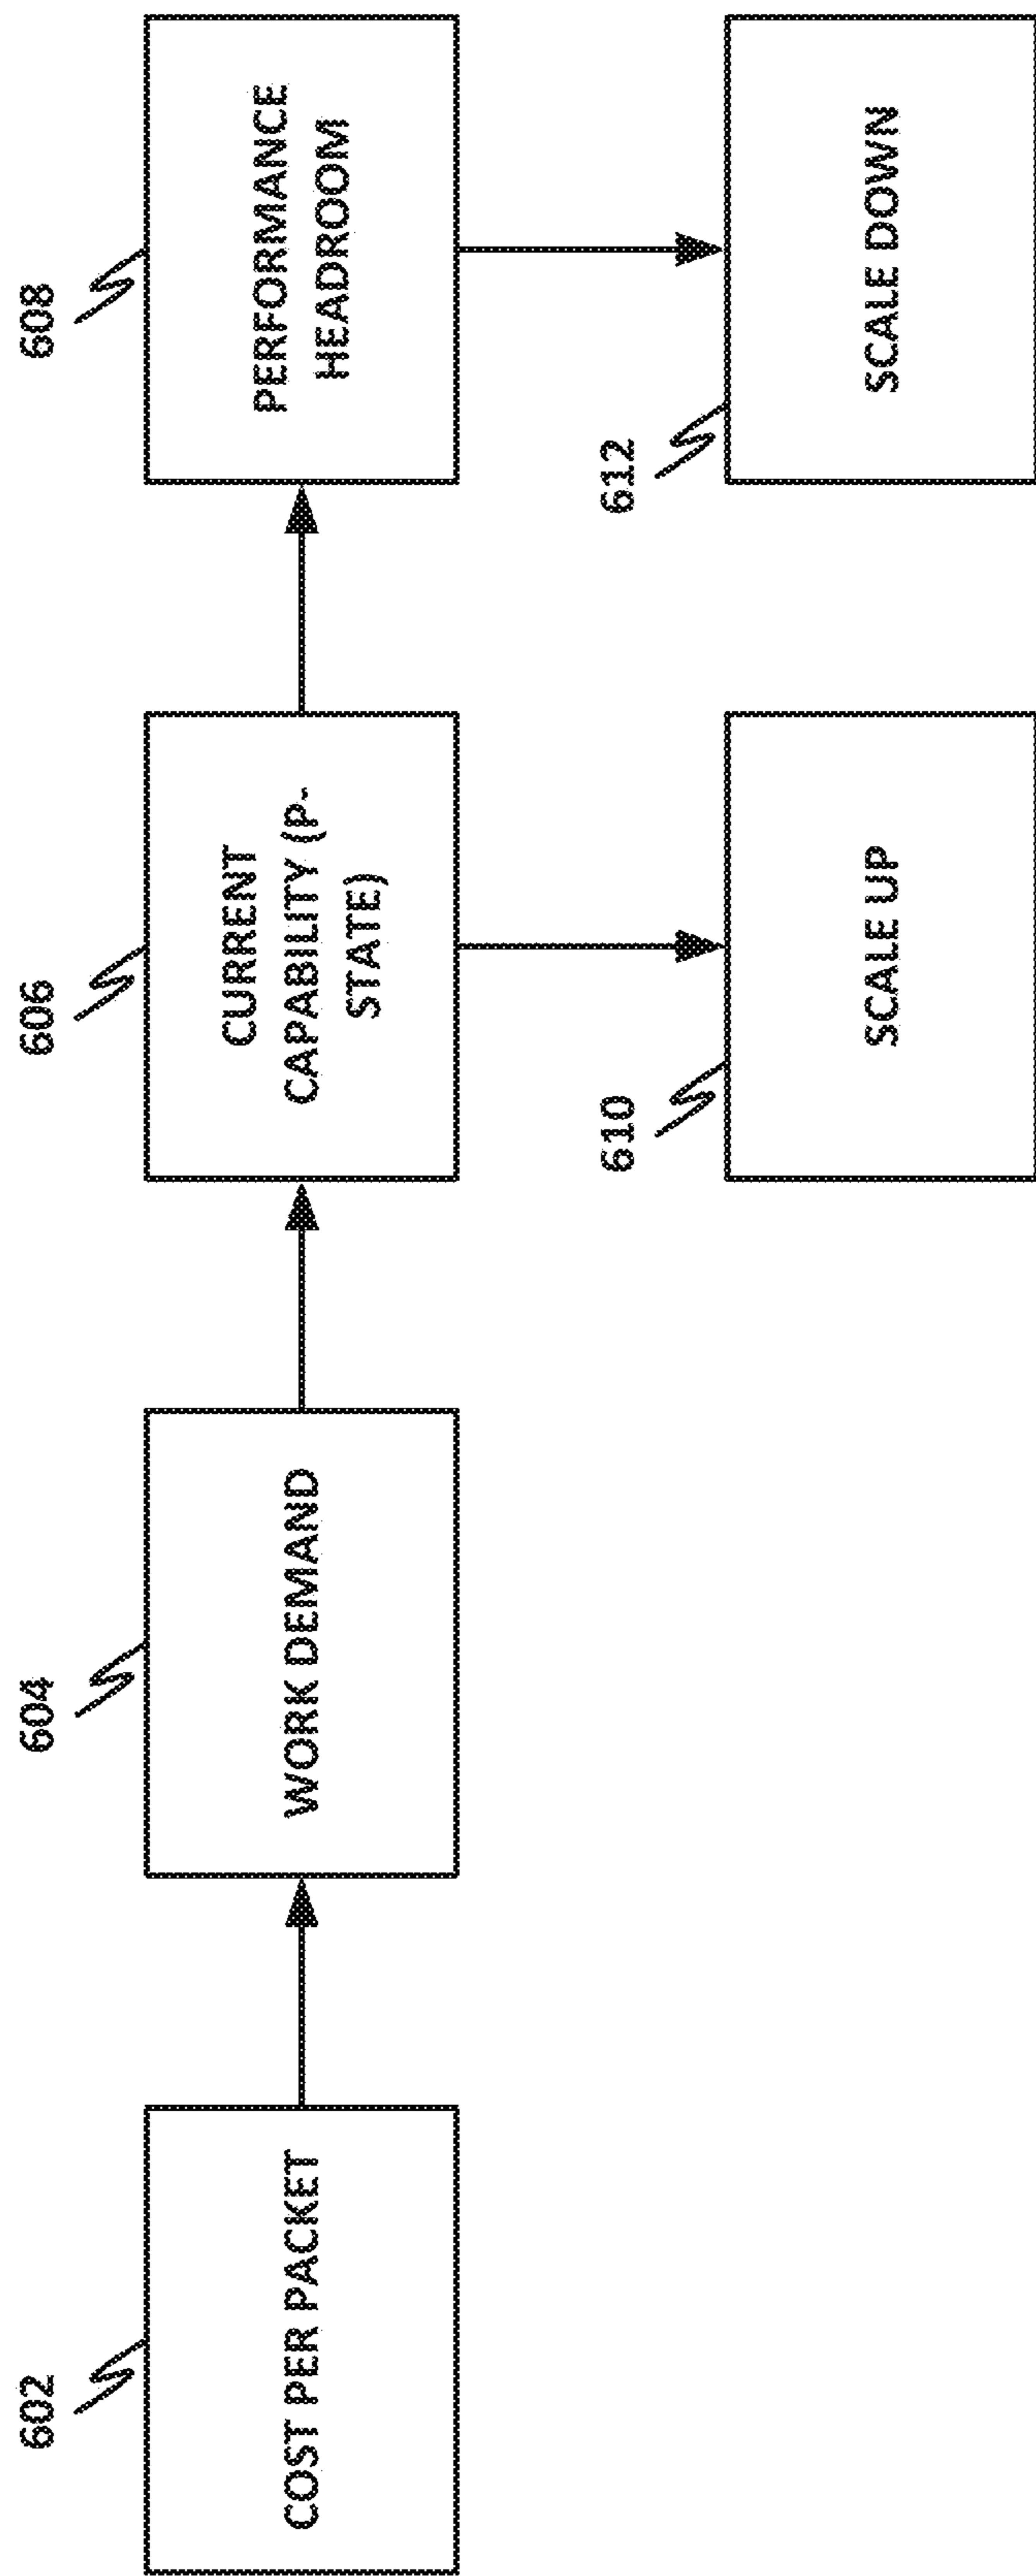 602
COST PER PACKET
604
WORK DEMAND
606
CURRENT
CAPABILITY (P-
STATE)
608
PERFORMANCE
HEADROOM
610
SCALE UP
612
SCALE DOWN